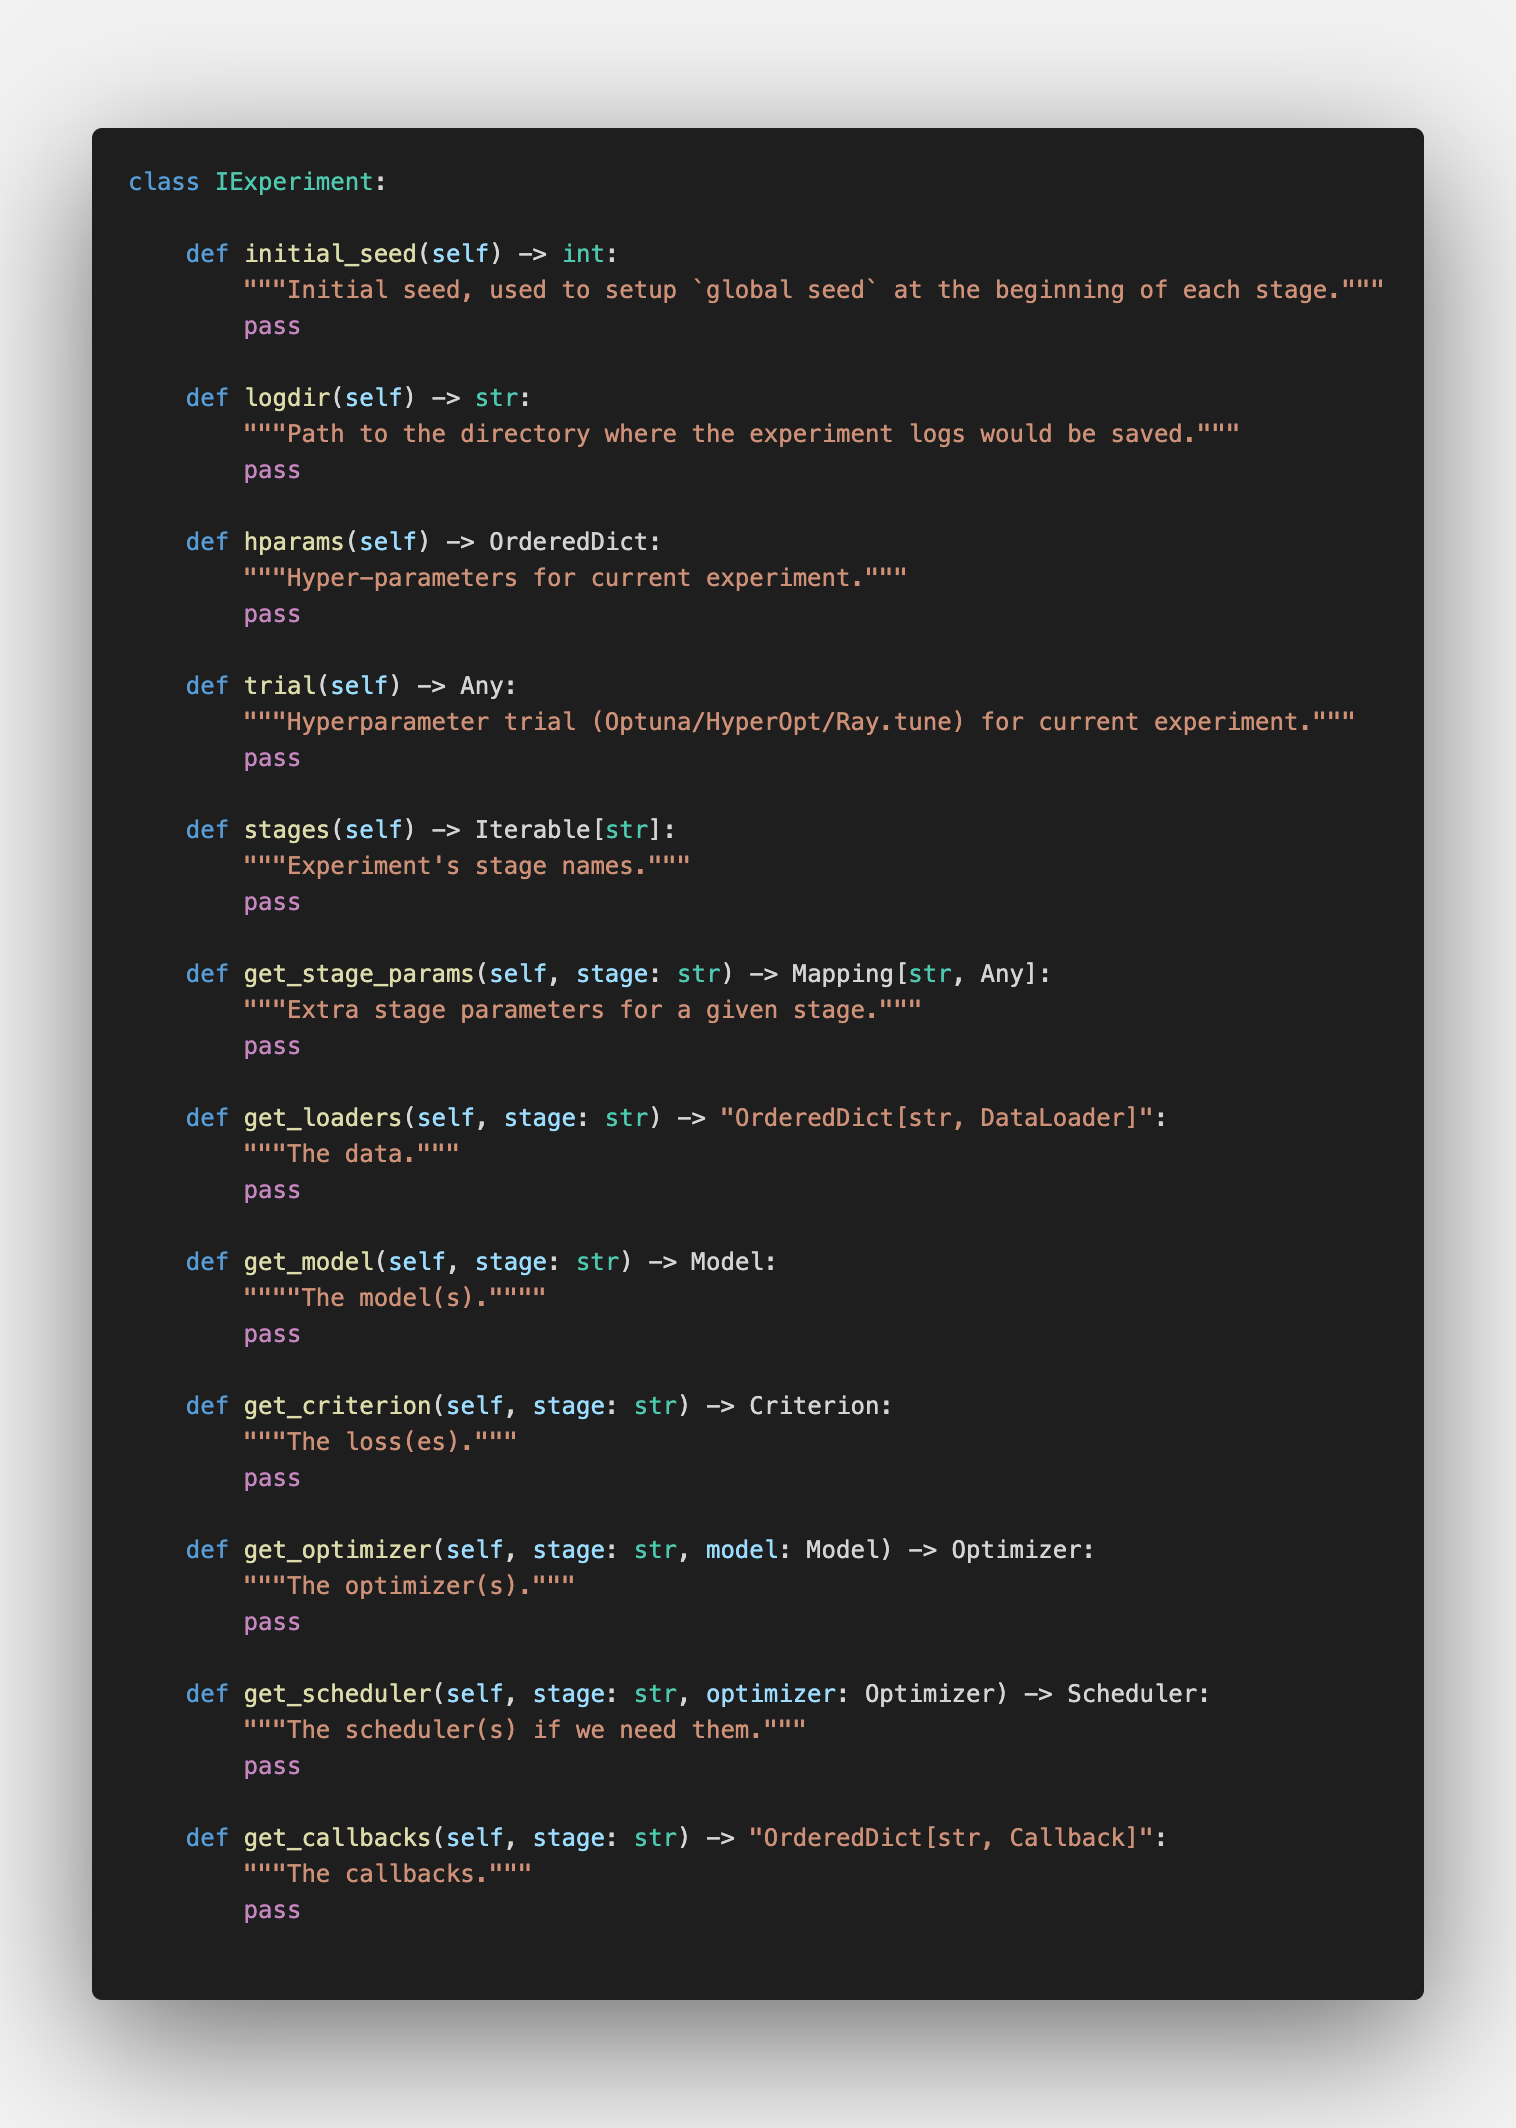 class IExperiment:
def initial_seed(self) -> int:
"""Initial seed, used to setup `global seed` at the beginning of each stage."""
pass
def logdir(self) -> str:
"""Path to the directory where the experiment logs would be saved."""
pass
def hparams(self) -> OrderedDict:
"""Hyper-parameters for current experiment."""
pass
def trial(self) -> Any:
"""Hyperparameter trial (Optuna/HyperOpt/Ray.tune) for current experiment."""
pass
def stages(self) -> Iterable[str]:
"""Experiment's stage names."""
pass
def get_stage_params(self, stage: str) -> Mapping[str, Any]:
"""Extra stage parameters for a given stage."""
pass
def get_loaders(self, stage: str) -> "OrderedDict[str, DataLoader]":
"""The data."""
pass
def get_model(self, stage: str) -> Model:
""""The model(s).""""
pass
def get_criterion(self, stage: str) -> Criterion:
"""The loss(es)."""
pass
def get_optimizer(self, stage: str, model: Model) -> Optimizer:
"""The optimizer(s)."""
pass
def get_scheduler(self, stage: str, optimizer: Optimizer) -> Scheduler:
"""The scheduler(s) if we need them."""
pass
def get_callbacks(self, stage: str) -> "OrderedDict[str, Callback]":
"""The callbacks."""
pass